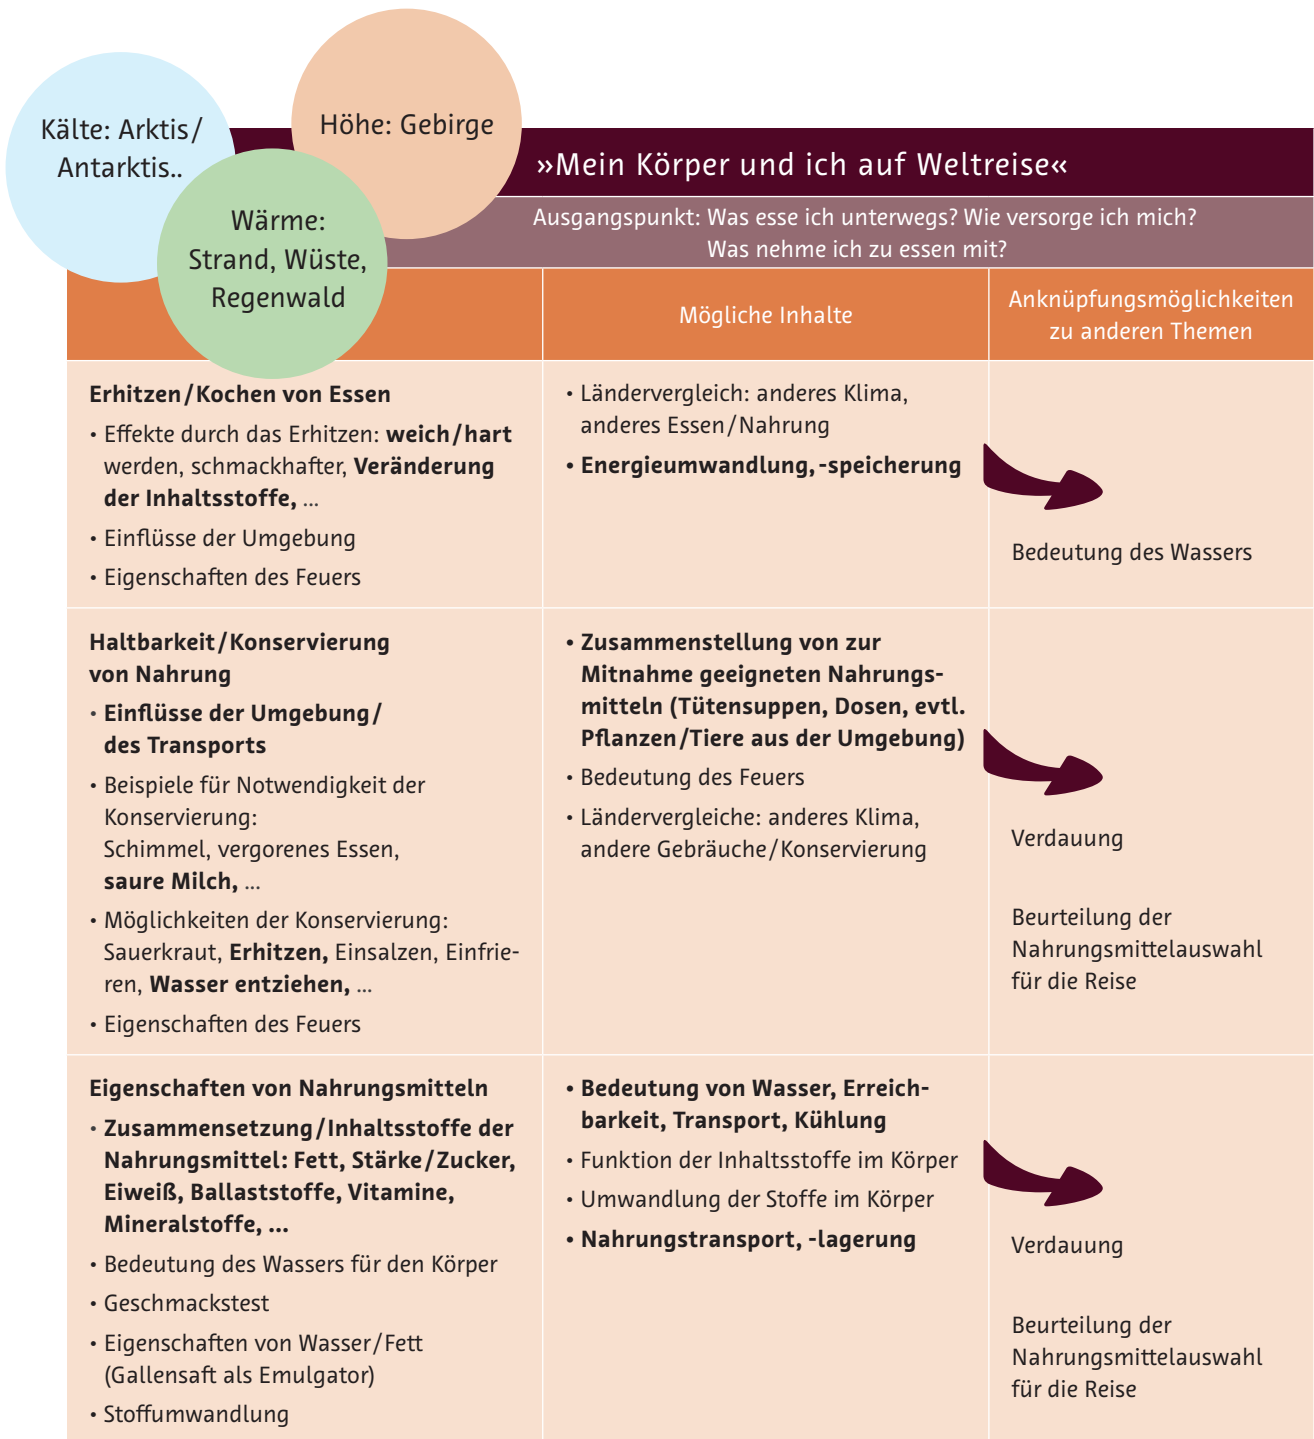 Kälte: Arktis/
Antarktis..
Höhe: Gebirge
Wärme:
Strand, Wüste,
Regenwald
»Mein Körper und ich auf Weltreise«
Ausgangspunkt: Was esse ich unterwegs? Wie versorge ich mich?
Was nehme ich zu essen mit?
Mögliche Inhalte
Anknüpfungsmöglichkeiten
zu anderen Themen
Erhitzen/Kochen von Essen
• Effekte durch das Erhitzen: weich/hart
werden, schmackhafter, Veränderung
der Inhaltsstoffe, ...
• Einflüsse der Umgebung
• Eigenschaften des Feuers
• Ländervergleich: anderes Klima,
anderes Essen/Nahrung
• Energieumwandlung, -speicherung
Bedeutung des Wassers
Haltbarkeit/Konservierung
von Nahrung
• Einflüsse der Umgebung/
des Transports
• Beispiele für Notwendigkeit der
Konservierung:
Schimmel, vergorenes Essen,
saure Milch, ...
• Möglichkeiten der Konservierung:
Sauerkraut, Erhitzen, Einsalzen, Einfrie-
ren, Wasser entziehen, ...
• Eigenschaften des Feuers
• Zusammenstellung von zur
Mitnahme geeigneten Nahrungs-
mitteln (Tütensuppen, Dosen, evtl.
Pflanzen/Tiere aus der Umgebung)
• Bedeutung des Feuers
• Ländervergleiche: anderes Klima,
andere Gebräuche/Konservierung
Verdauung
Beurteilung der
Nahrungsmittelauswahl
für die Reise
Eigenschaften von Nahrungsmitteln
• Zusammensetzung/Inhaltsstoffe der
Nahrungsmittel: Fett, Stärke/Zucker,
Eiweiß, Ballaststoffe, Vitamine,
Mineralstoffe, ...
• Bedeutung des Wassers für den Körper
• Geschmackstest
• Eigenschaften von Wasser/Fett
(Gallensaft als Emulgator)
• Stoffumwandlung
• Bedeutung von Wasser, Erreich-
barkeit, Transport, Kühlung
• Funktion der Inhaltsstoffe im Körper
• Umwandlung der Stoffe im Körper
• Nahrungstransport, -lagerung
Verdauung
Beurteilung der
Nahrungsmittelauswahl
für die Reise